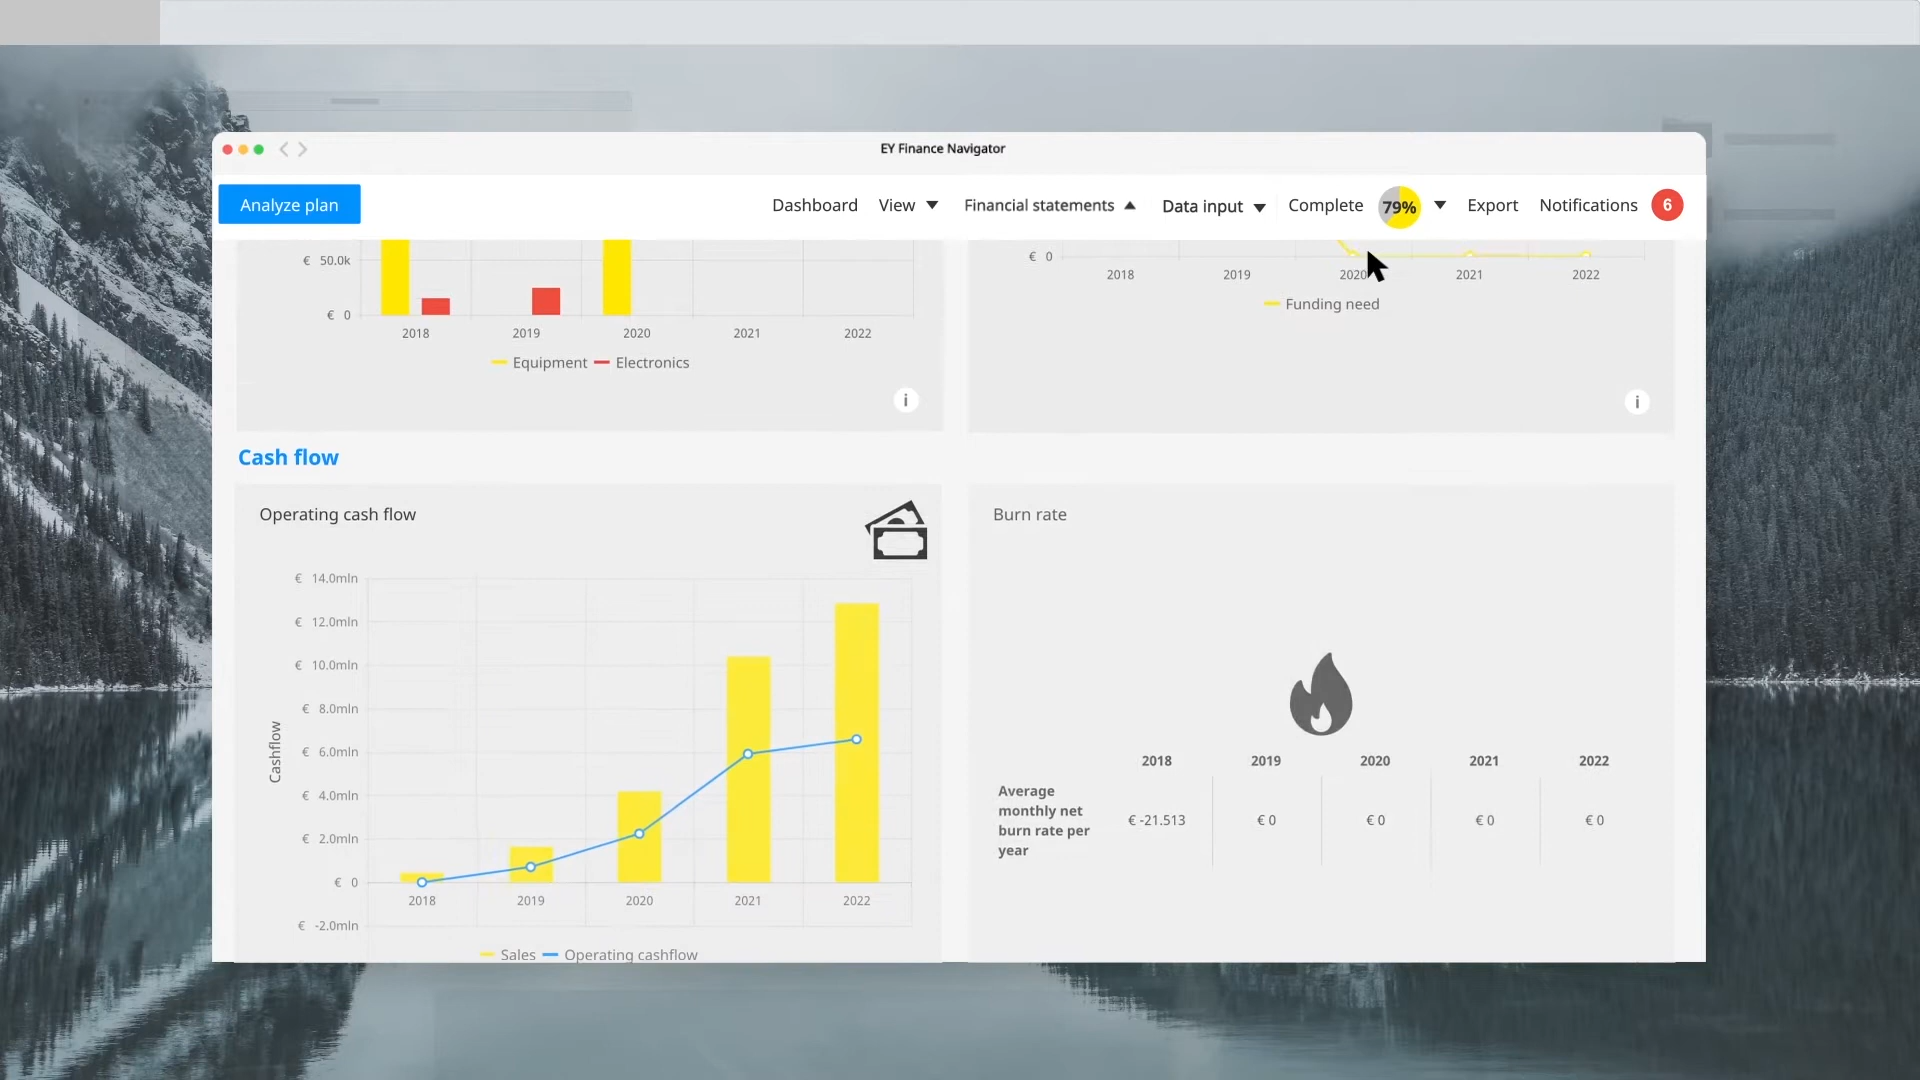 EY Finance Navigator
Analyze plan
Dashboard View Financial statements Data input Complete 79% Export Notifications 6
€ 50.0k
€ 0
2018 2019 2020 2021 2022
Equipment Electronics
i
€ 0
2018 2019 2020 2021 2022
Funding need
i
Cash flow
Operating cash flow
€ 14.0mln
€ 12.0mln
€ 10.0mln
€ 8.0mln
€ 6.0mln
€ 4.0mln
€ 2.0mln
€ 0
€ -2.0mln
Cashflow
2018 2019 2020 2021 2022
Sales Operating cashflow
Burn rate
2018 2019 2020 2021 2022
Average
monthly net
burn rate per
year
€ -21.513 € 0 € 0 € 0 € 0